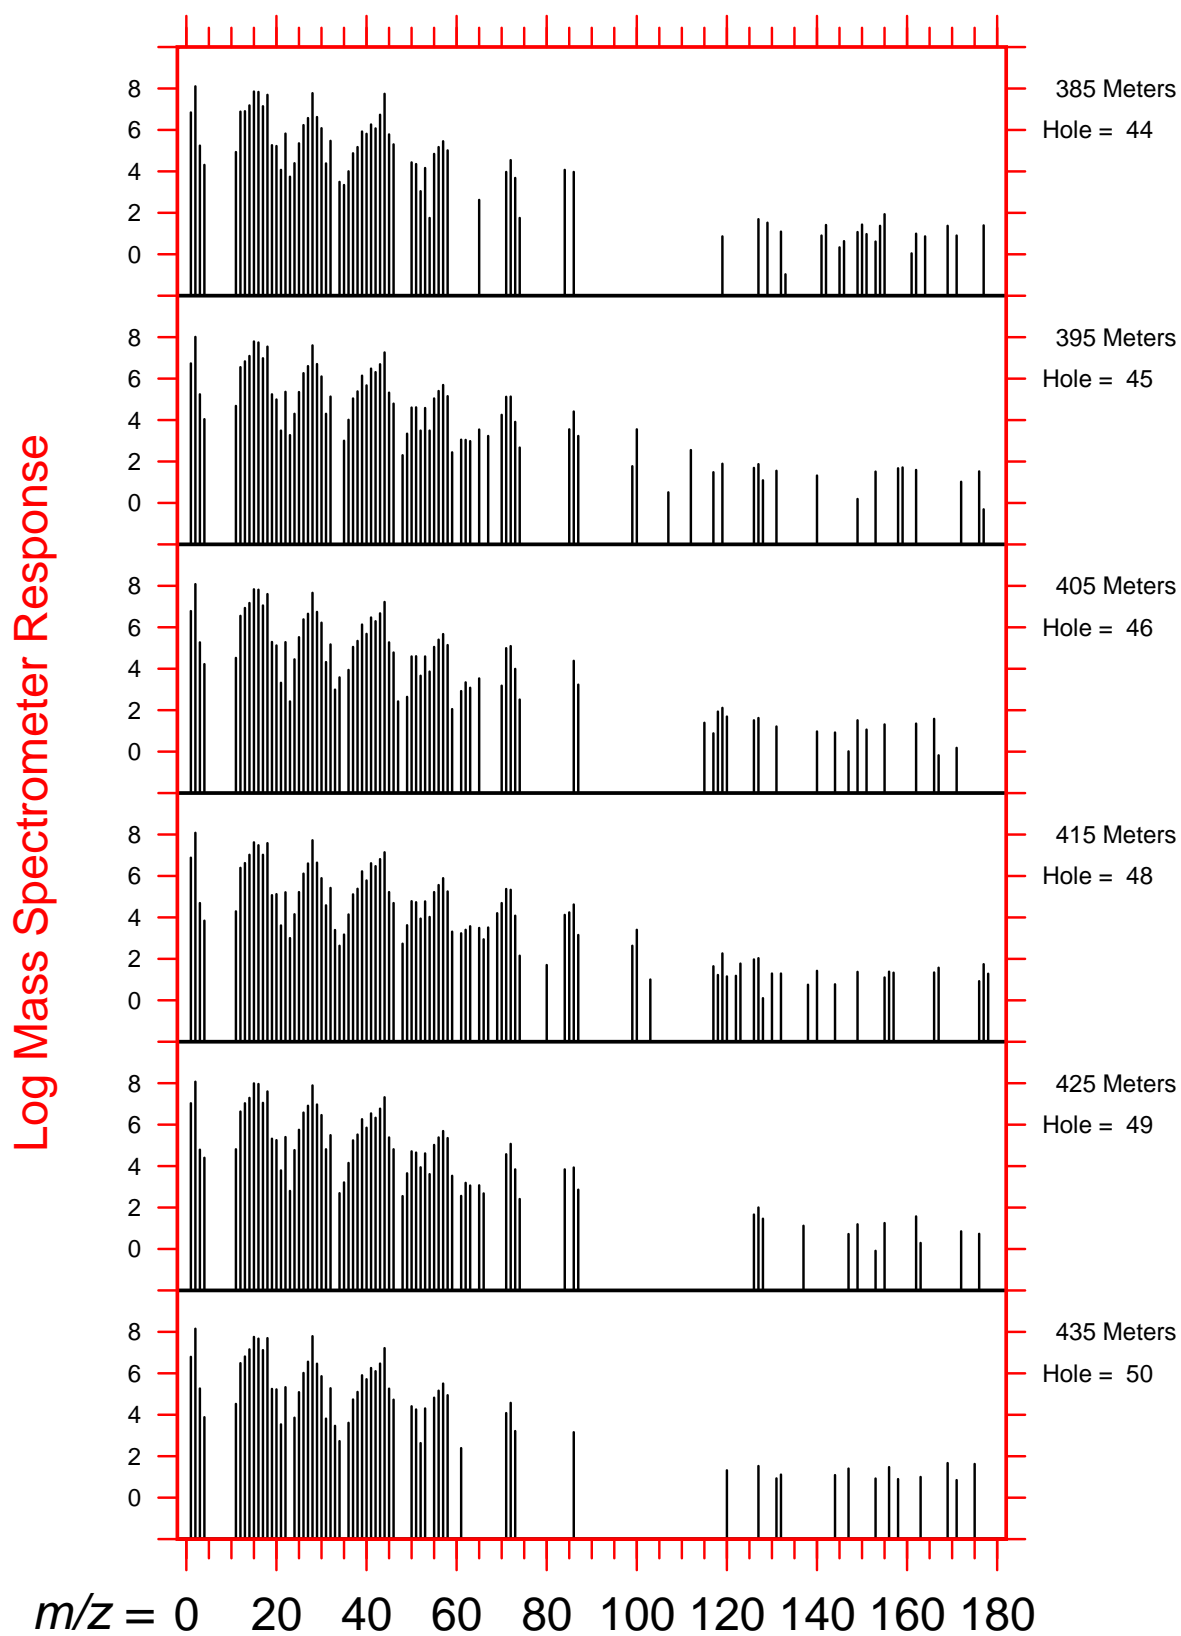 Log Mass Spectrometer Response
8
6
4
2
0
385 Meters
Hole = 44
8
6
4
2
0
395 Meters
Hole = 45
8
6
4
2
0
405 Meters
Hole = 46
8
6
4
2
0
415 Meters
Hole = 48
8
6
4
2
0
425 Meters
Hole = 49
8
6
4
2
0
435 Meters
Hole = 50
m/z = 0 20 40 60 80 100 120 140 160 180